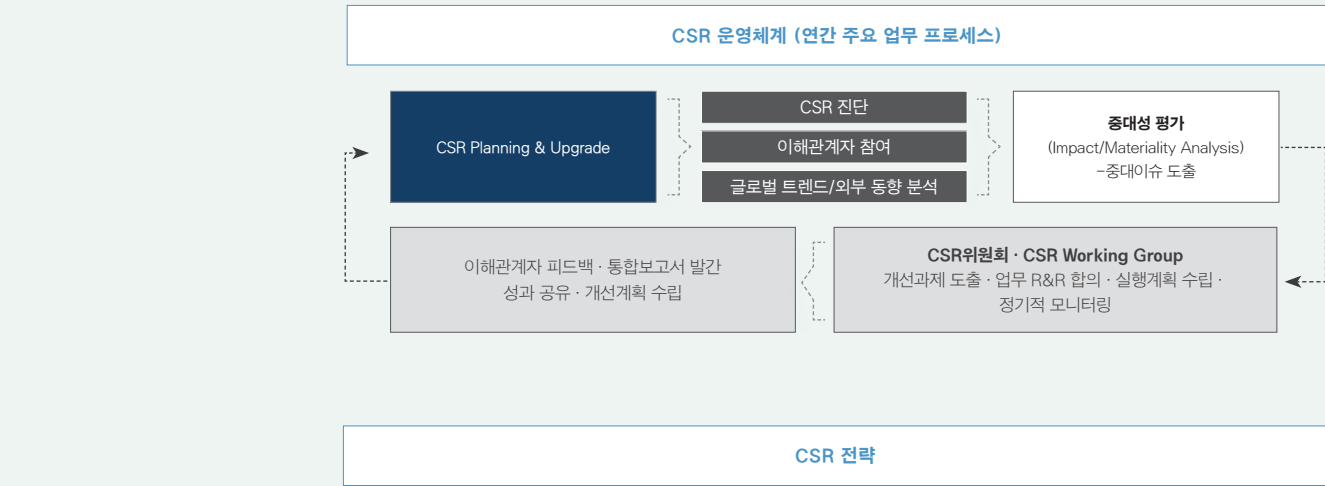 CSR 운영체계 (연간 주요 업무 프로세스)
CSR Planning & Upgrade
CSR 진단
이해관계자 참여
글로벌 트렌드/외부 동향 분석
중대성 평가
(Impact/Materiality Analysis)
-중대이슈 도출
CSR위원회 · CSR Working Group
개선과제 도출 · 업무 R&R 합의 · 실행계획 수립 ·
정기적 모니터링
이해관계자 피드백 · 통합보고서 발간
성과 공유 · 개선계획 수립
CSR 전략